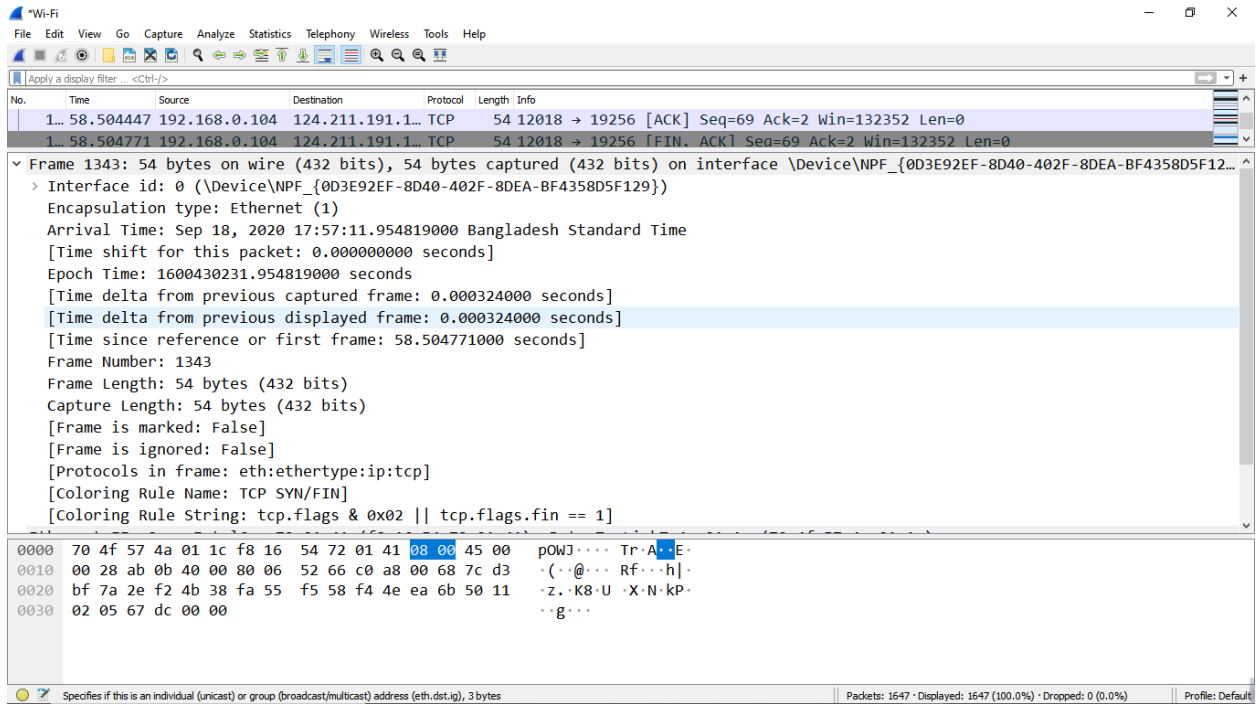 *Wi-Fi
File Edit View Go Capture Analyze Statistics Telephony Wireless Tools Help
Apply a display filter ... <Ctrl-/>
No. Time Source Destination Protocol Length Info
1… 58.504447 192.168.0.104 124.211.191.1… TCP 54 12018 → 19256 [ACK] Seq=69 Ack=2 Win=132352 Len=0
1… 58.504771 192.168.0.104 124.211.191.1… TCP 54 12018 → 19256 [FIN, ACK] Seq=69 Ack=2 Win=132352 Len=0
Frame 1343: 54 bytes on wire (432 bits), 54 bytes captured (432 bits) on interface \Device\NPF_{0D3E92EF-8D40-402F-8DEA-BF4358D5F12…
Interface id: 0 (\Device\NPF_{0D3E92EF-8D40-402F-8DEA-BF4358D5F129})
Encapsulation type: Ethernet (1)
Arrival Time: Sep 18, 2020 17:57:11.954819000 Bangladesh Standard Time
[Time shift for this packet: 0.000000000 seconds]
Epoch Time: 1600430231.954819000 seconds
[Time delta from previous captured frame: 0.000324000 seconds]
[Time delta from previous displayed frame: 0.000324000 seconds]
[Time since reference or first frame: 58.504771000 seconds]
Frame Number: 1343
Frame Length: 54 bytes (432 bits)
Capture Length: 54 bytes (432 bits)
[Frame is marked: False]
[Frame is ignored: False]
[Protocols in frame: eth:ethertype:ip:tcp]
[Coloring Rule Name: TCP SYN/FIN]
[Coloring Rule String: tcp.flags & 0x02 || tcp.flags.fin == 1]
0000 70 4f 57 4a 01 1c f8 16 54 72 01 41 08 00 45 00 pOWJ···· Tr·A··E·
0010 00 28 ab 0b 40 00 80 06 52 66 c0 a8 00 68 7c d3 ·(··@··· Rf···h|·
0020 bf 7a 2e f2 4b 38 fa 55 f5 58 f4 4e ea 6b 50 11 ·z.·K8·U ·X·N·kP·
0030 02 05 67 dc 00 00 ··g···
Specifies if this is an individual (unicast) or group (broadcast/multicast) address (eth.dst.ig), 3 bytes
Packets: 1647 · Displayed: 1647 (100.0%) · Dropped: 0 (0.0%)
Profile: Default